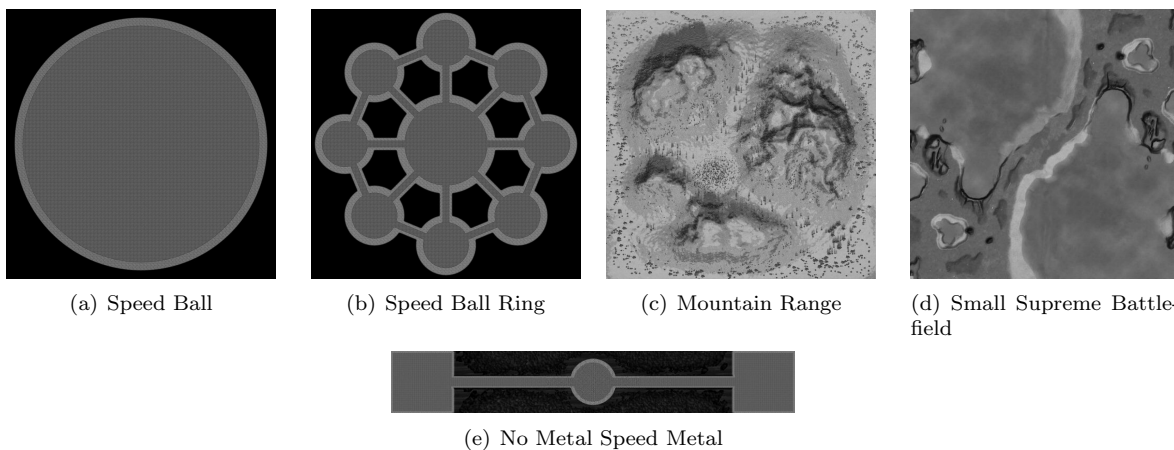 (a) Speed Ball
(b) Speed Ball Ring
(c) Mountain Range
(d) Small Supreme Battle-
field
(e) No Metal Speed Metal